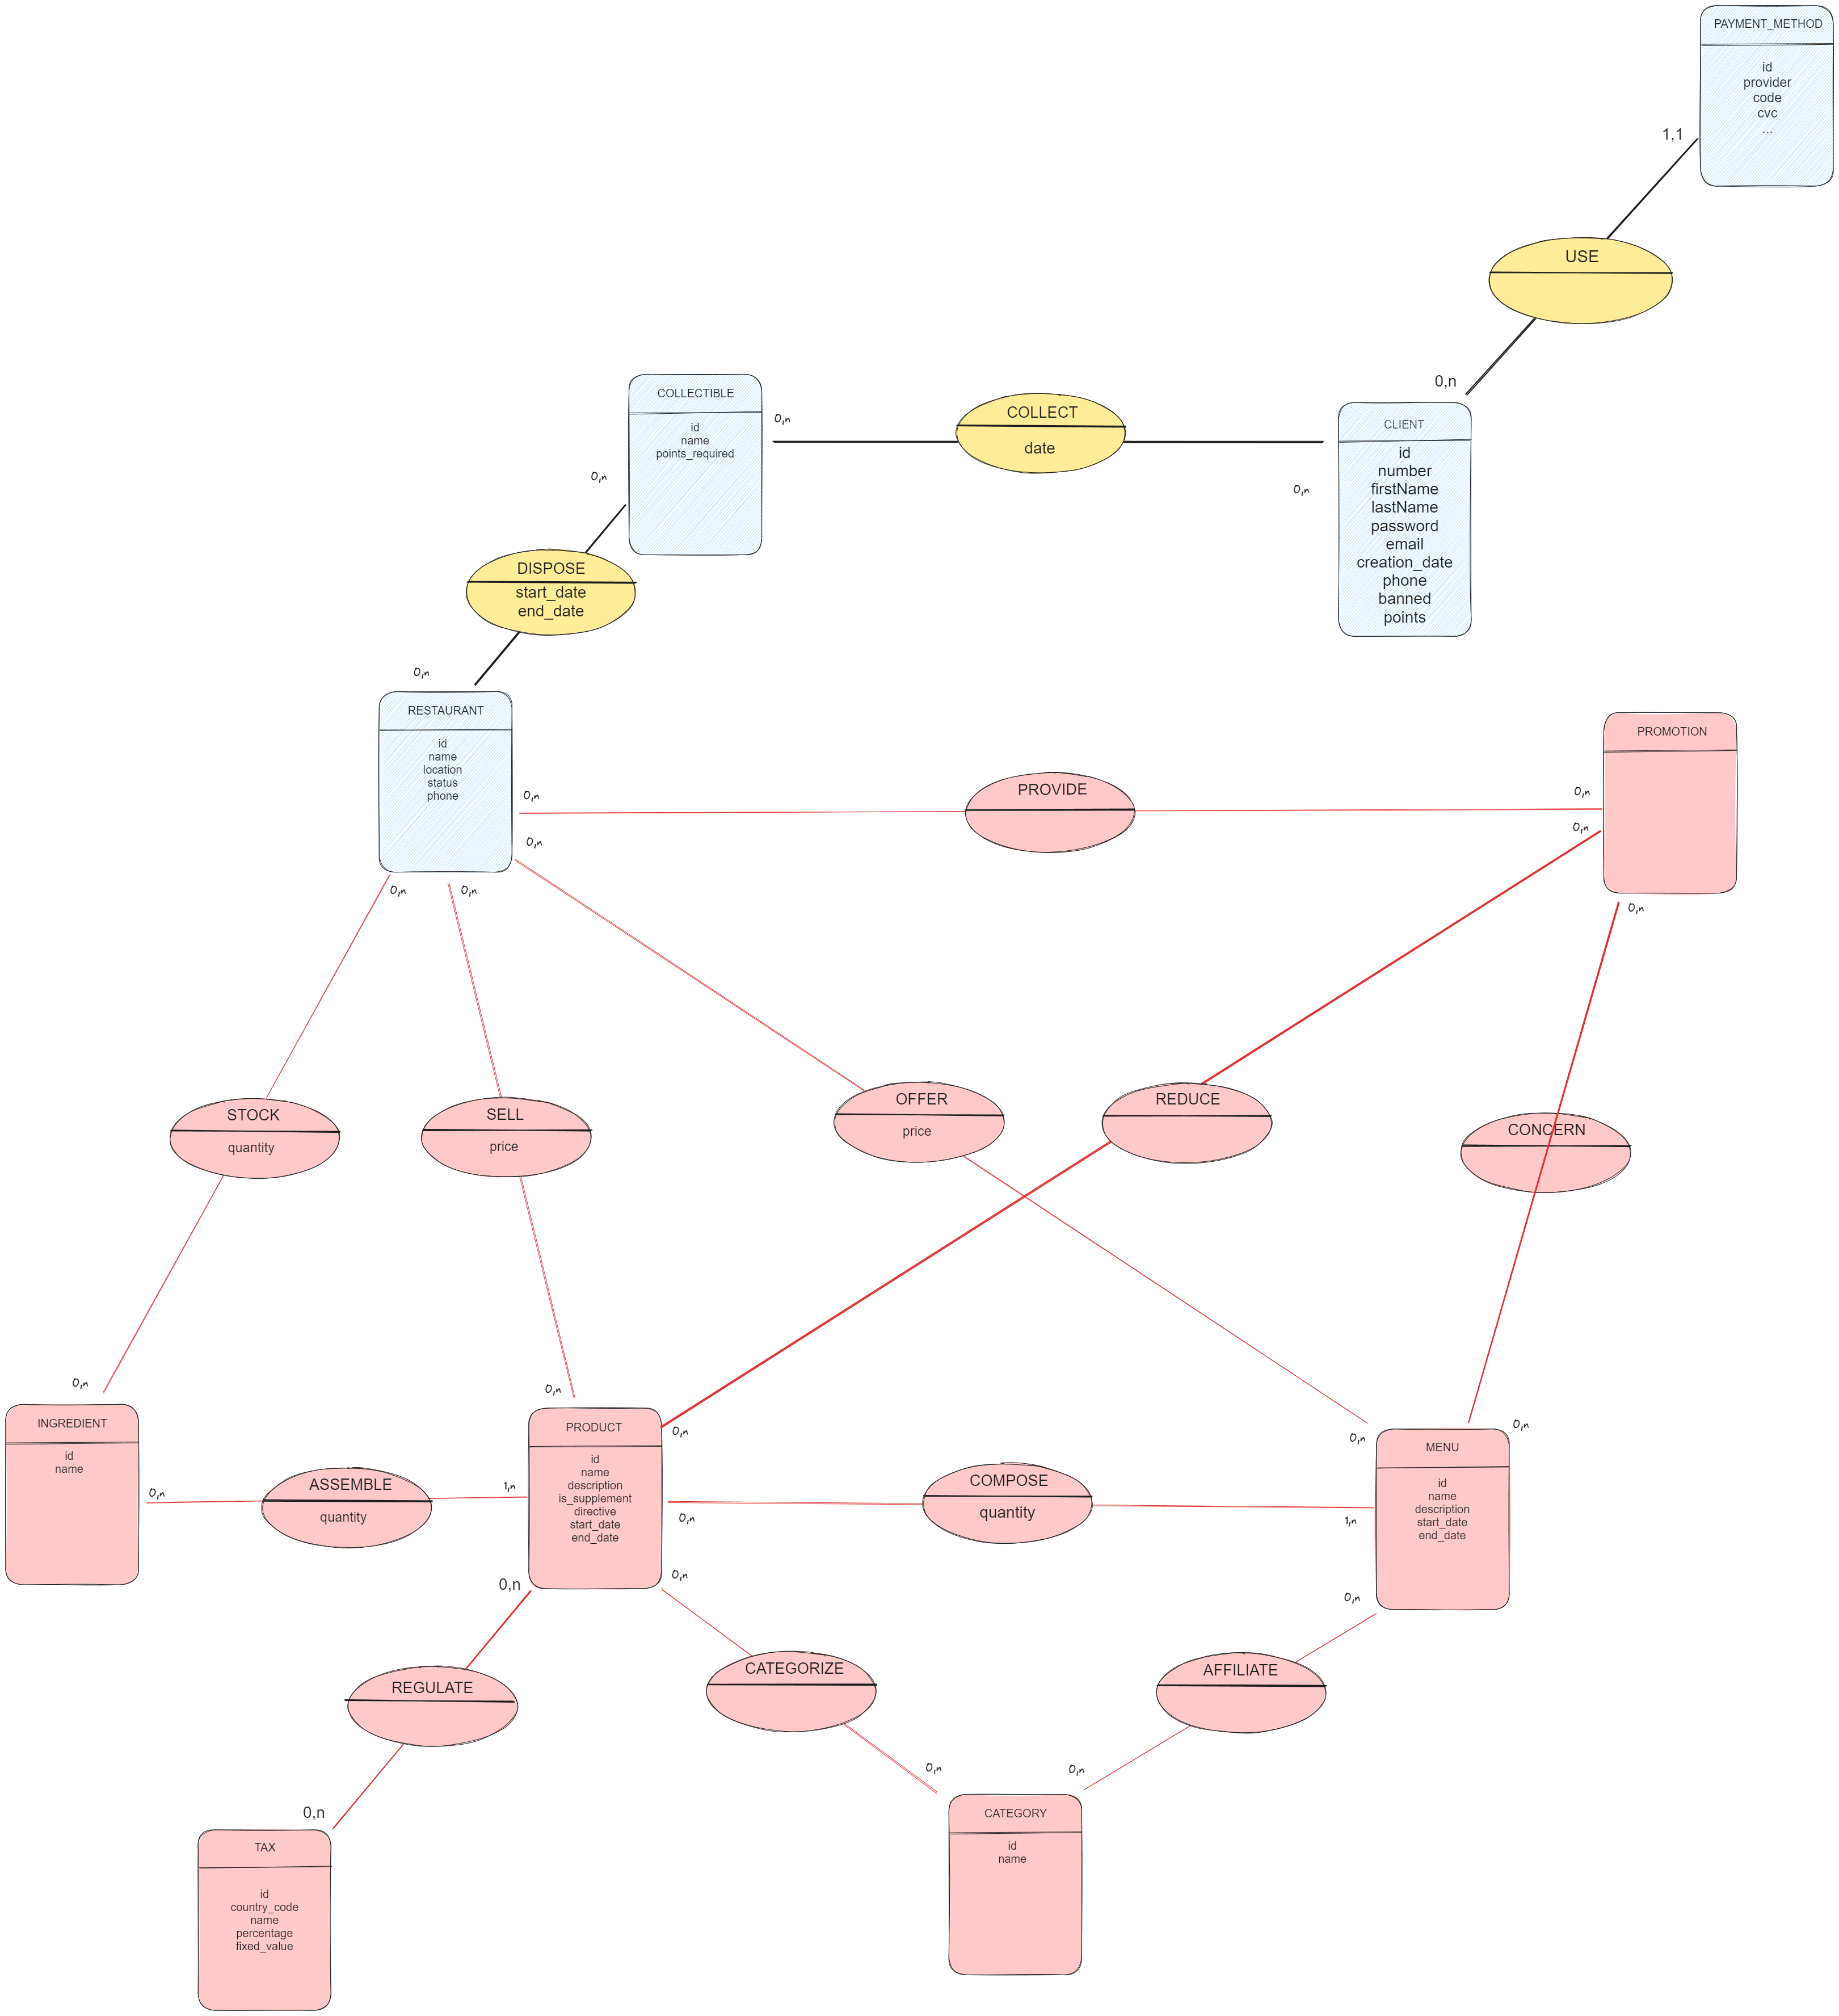 PAYMENT_METHOD
id
provider
code
cvc
...
1,1
USE
0,n
COLLECTIBLE
id
name
points_required
0,n
COLLECT
date
CLIENT
id
number
firstName
lastName
password
email
creation_date
phone
banned
points
0,n
0,n
DISPOSE
start_date
end_date
0,n
RESTAURANT
id
name
location
status
phone
PROMOTION
0,n
PROVIDE
0,n
0,n
0,n
0,n
0,n
0,n
STOCK
quantity
SELL
price
OFFER
price
REDUCE
CONCERN
0,n
0,n
0,n
0,n
0,n
INGREDIENT
id
name
PRODUCT
id
name
description
is_supplement
directive
start_date
end_date
MENU
id
name
description
start_date
end_date
0,n
ASSEMBLE
quantity
1,n
COMPOSE
quantity
0,n
1,n
0,n
0,n
0,n
REGULATE
CATEGORIZE
AFFILIATE
0,n
0,n
0,n
CATEGORY
id
name
TAX
id
country_code
name
percentage
fixed_value